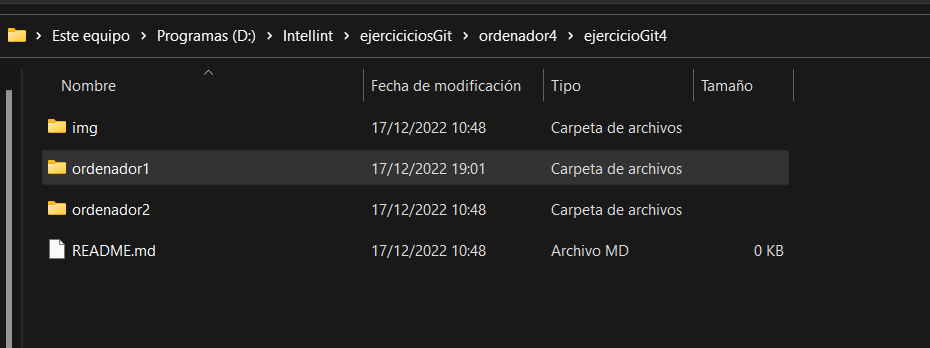 Este equipo > Programas (D:) > Intellint > ejerciciciosGit > ordenador4 > ejercicioGit4
Nombre Fecha de modificación Tipo Tamaño
img 17/12/2022 10:48 Carpeta de archivos
ordenador1 17/12/2022 19:01 Carpeta de archivos
ordenador2 17/12/2022 10:48 Carpeta de archivos
README.md 17/12/2022 10:48 Archivo MD 0 KB